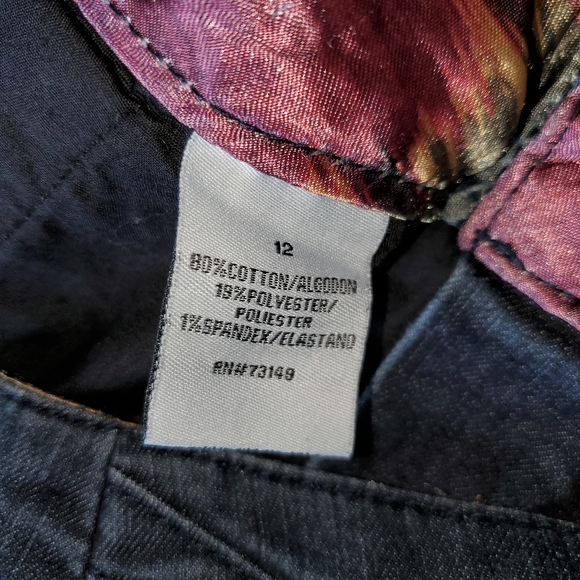 12
80%COTTON/ALGODON
19%POLYESTER/
POLIESTER
1%SPANDEX/ELASTANO
RN#73149